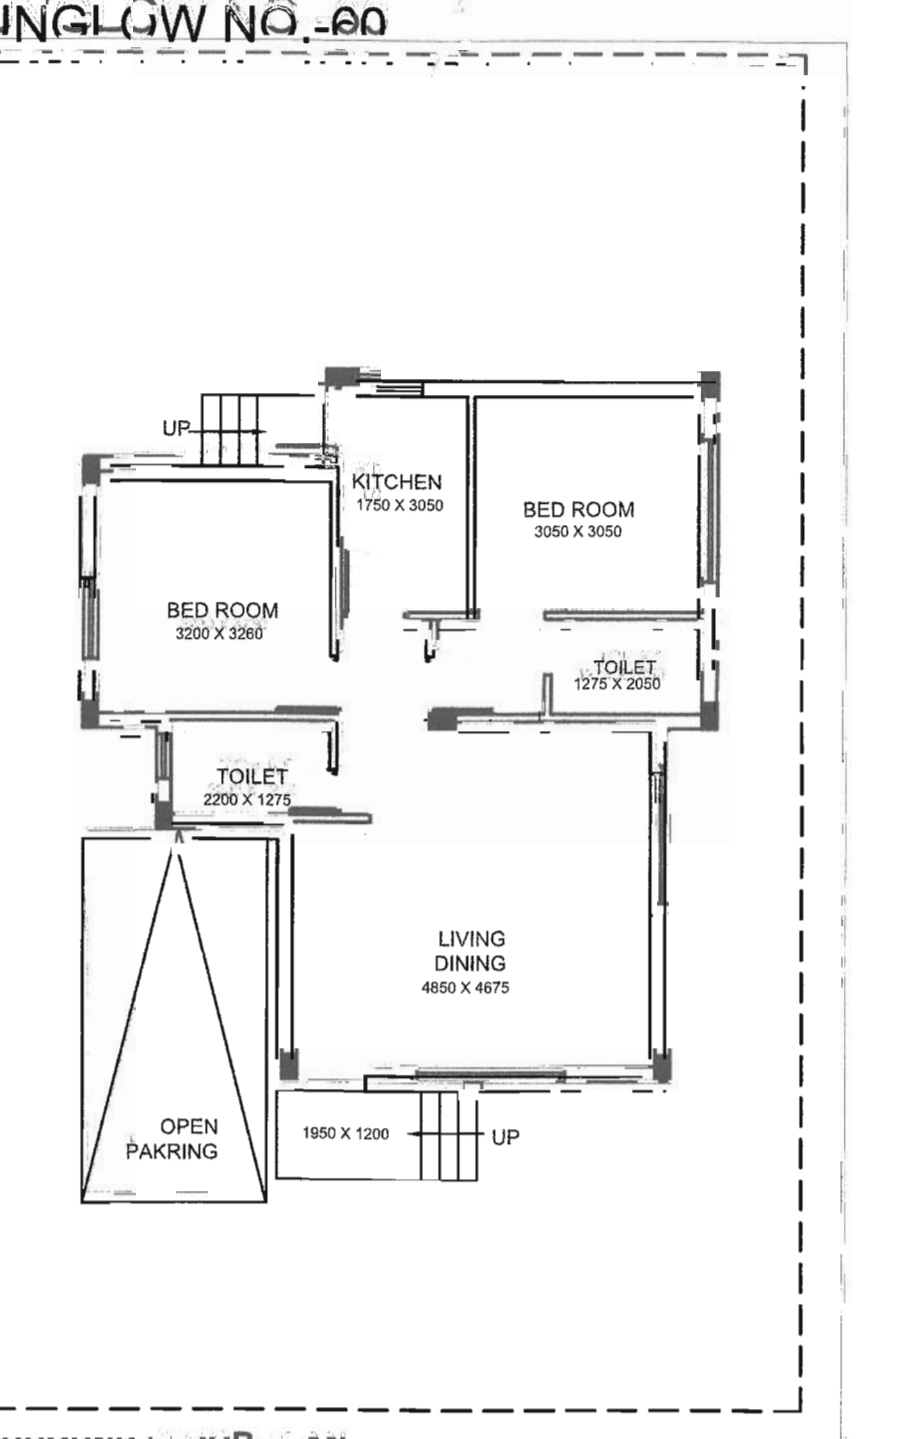 UNGLOW NO.-60
UP
KITCHEN
1750 X 3050
BED ROOM
3050 X 3050
BED ROOM
3200 X 3260
TOILET
1275 X 2050
TOILET
2200 X 1275
LIVING
DINING
4850 X 4675
OPEN
PAKRING
1950 X 1200
UP